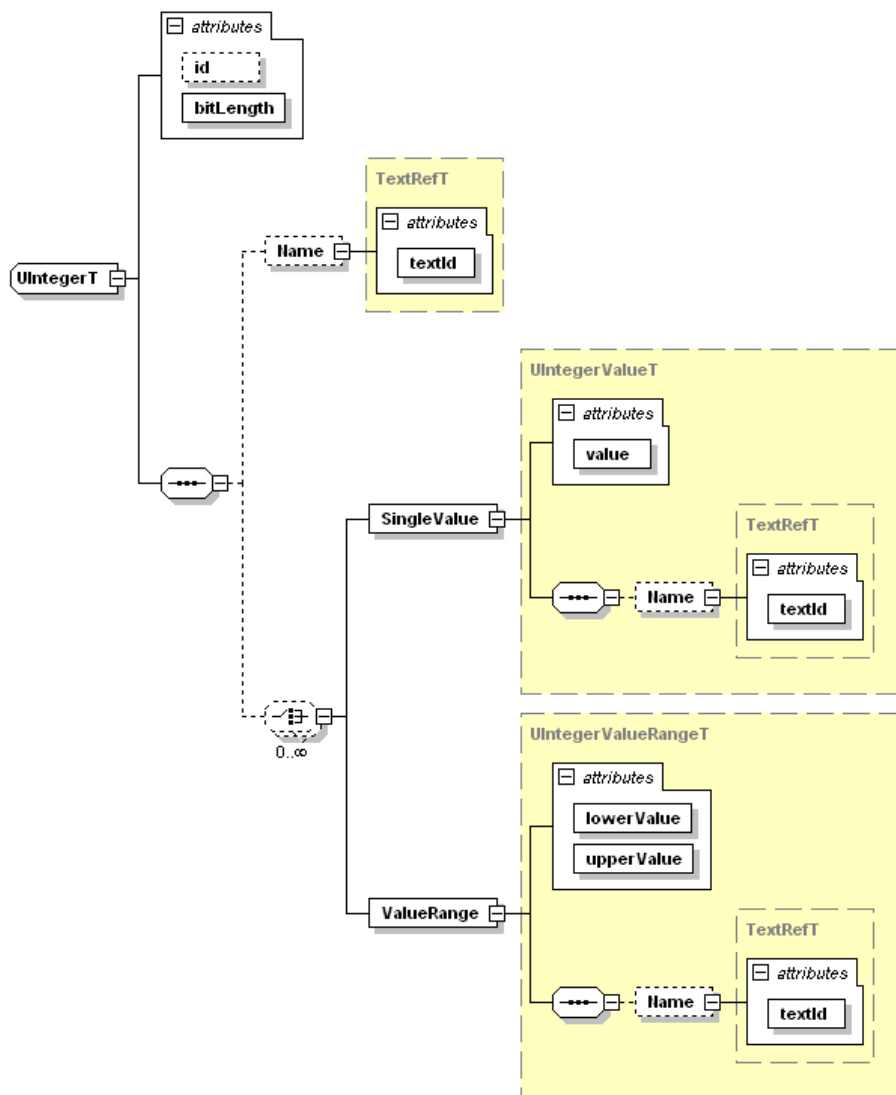 attributes
id
bitLength
TextRefT
attributes
Name
textId
UIntegerT
UIntegerValueT
attributes
value
SingleValue
TextRefT
attributes
Name
textId
0..∞
UIntegerValueRangeT
attributes
lowerValue
upperValue
ValueRange
TextRefT
attributes
Name
textId